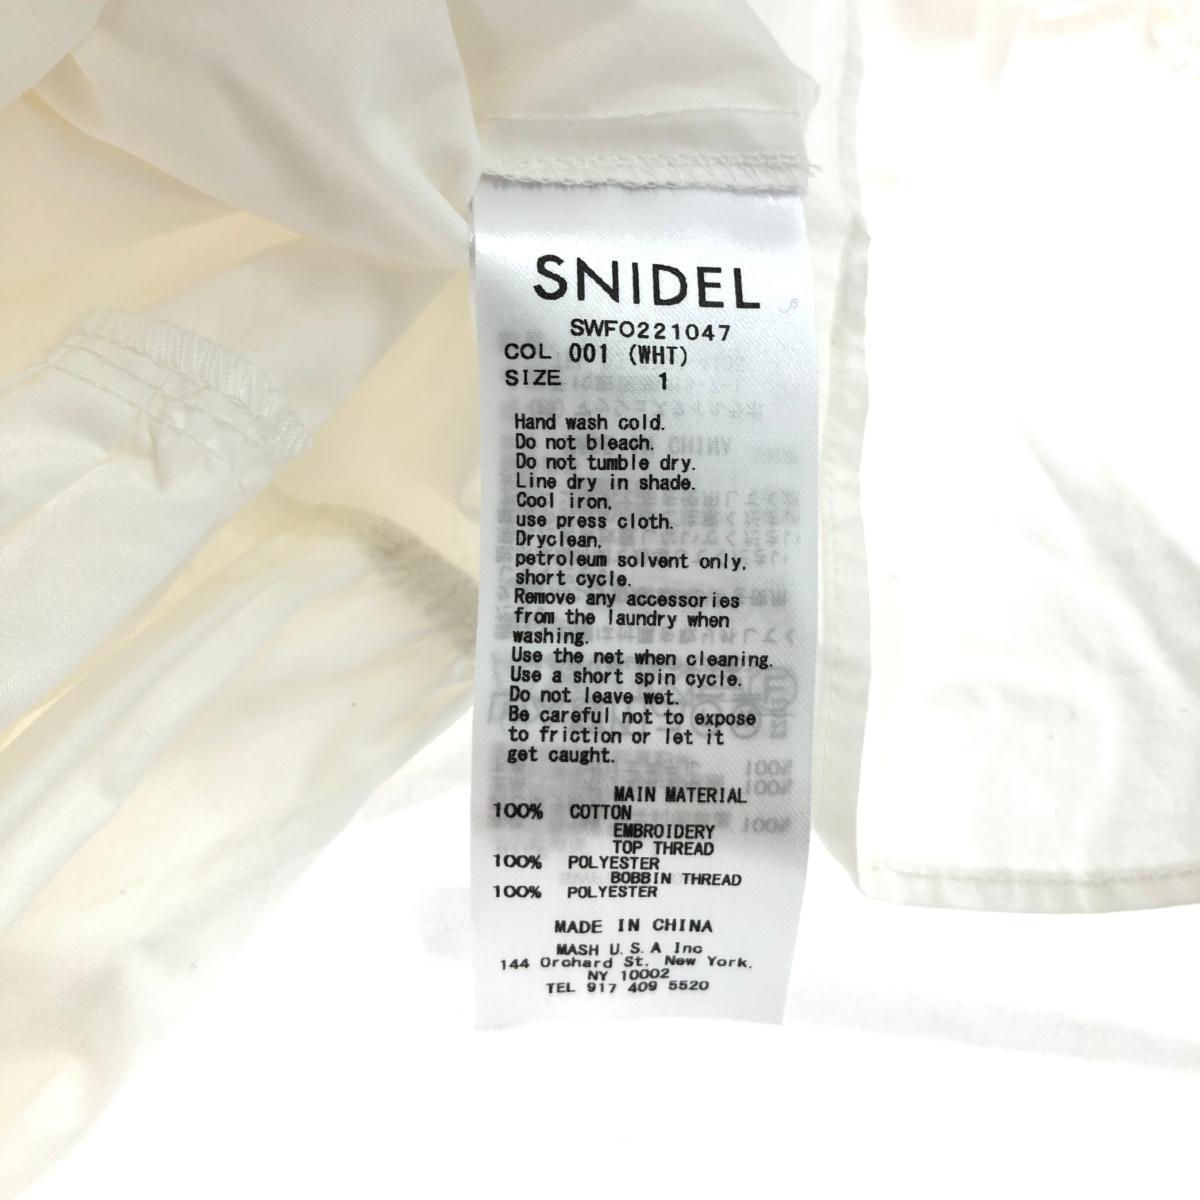 SNIDEL
SWFO221047
COL 001 (WHT)
SIZE 1
Hand wash cold.
Do not bleach.
Do not tumble dry.
Line dry in shade.
Cool iron,
use press cloth.
Dryclean,
petroleum solvent only,
short cycle.
Remove any accessories
from the laundry when
washing.
Use the net when cleaning.
Use a short spin cycle.
Do not leave wet.
Be careful not to expose
to friction or let it
get caught.
MAIN MATERIAL
100% COTTON
EMBROIDERY
TOP THREAD
100% POLYESTER
BOBBIN THREAD
100% POLYESTER
MADE IN CHINA
MASH U.S.A Inc
144 Orchard St. New York,
NY 10002
TEL 917 409 5520